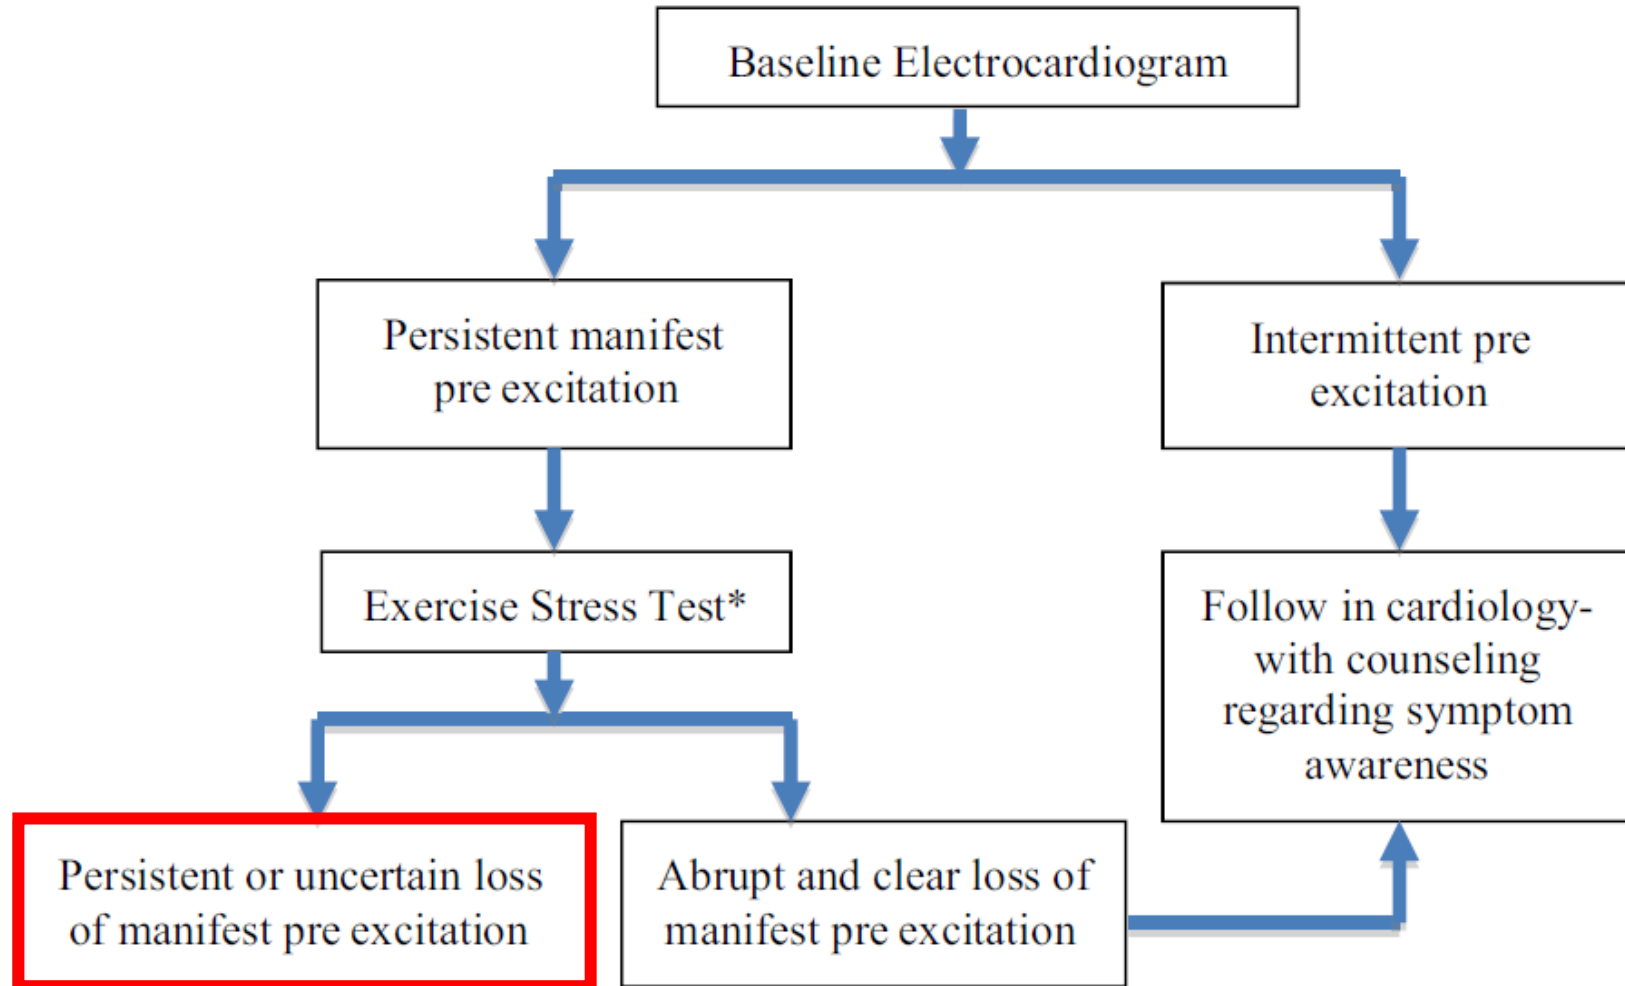 Baseline Electrocardiogram
Persistent manifest
pre excitation
Intermittent pre
excitation
Exercise Stress Test*
Follow in cardiology-
with counseling
regarding symptom
awareness
Persistent or uncertain loss
of manifest pre excitation
Abrupt and clear loss of
manifest pre excitation